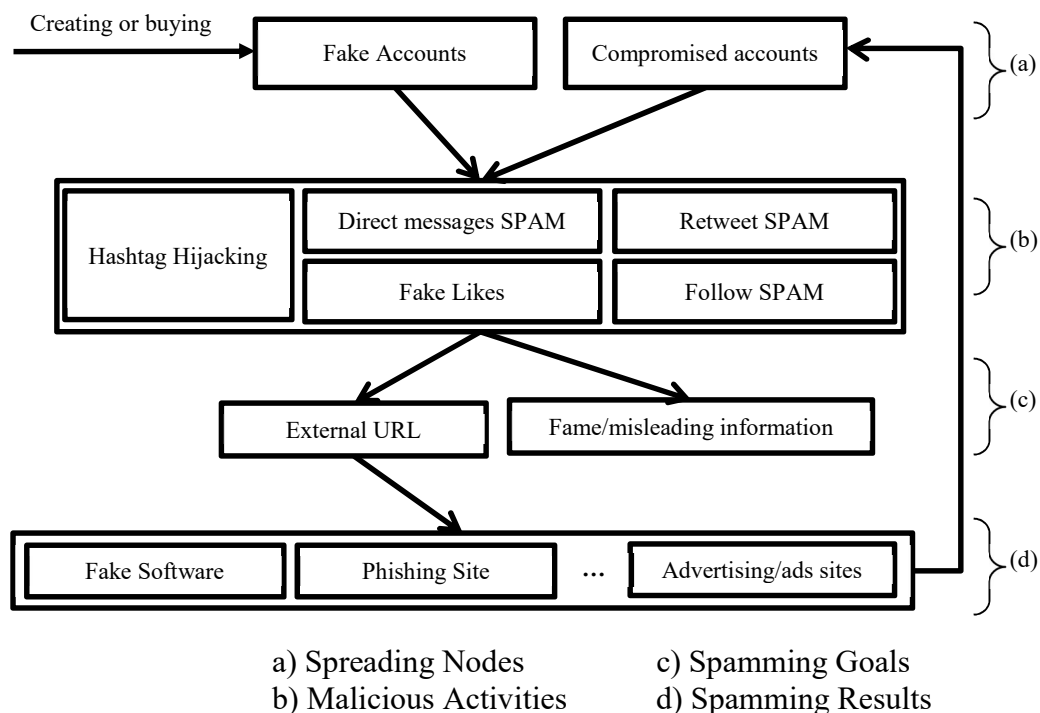 Creating or buying
Fake Accounts
Compromised accounts
(a)
Hashtag Hijacking
Direct messages SPAM
Retweet SPAM
Fake Likes
Follow SPAM
(b)
External URL
Fame/misleading information
(c)
Fake Software
Phishing Site
...
Advertising/ads sites
(d)
a) Spreading Nodes
c) Spamming Goals
b) Malicious Activities
d) Spamming Results